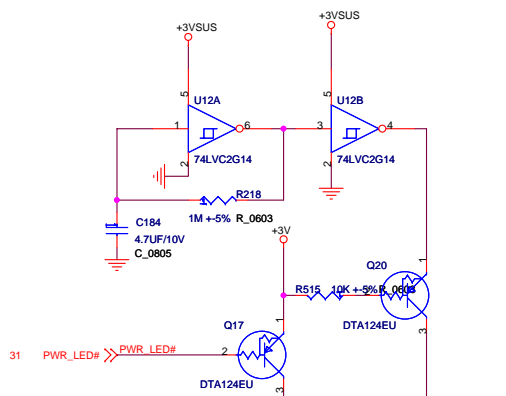 +3VSUS
+3VSUS
5
U12A
1
6
74LVC2G14
2
5
U12B
3
4
74LVC2G14
2
R218
1M +-5% R_0603
C184
4.7UF/10V
C_0805
+3V
Q20
1
R515
10K +-5%
2
R_0603
DTA124EU
3
Q17
1
31
PWR_LED#
PWR_LED#
2
DTA124EU
3